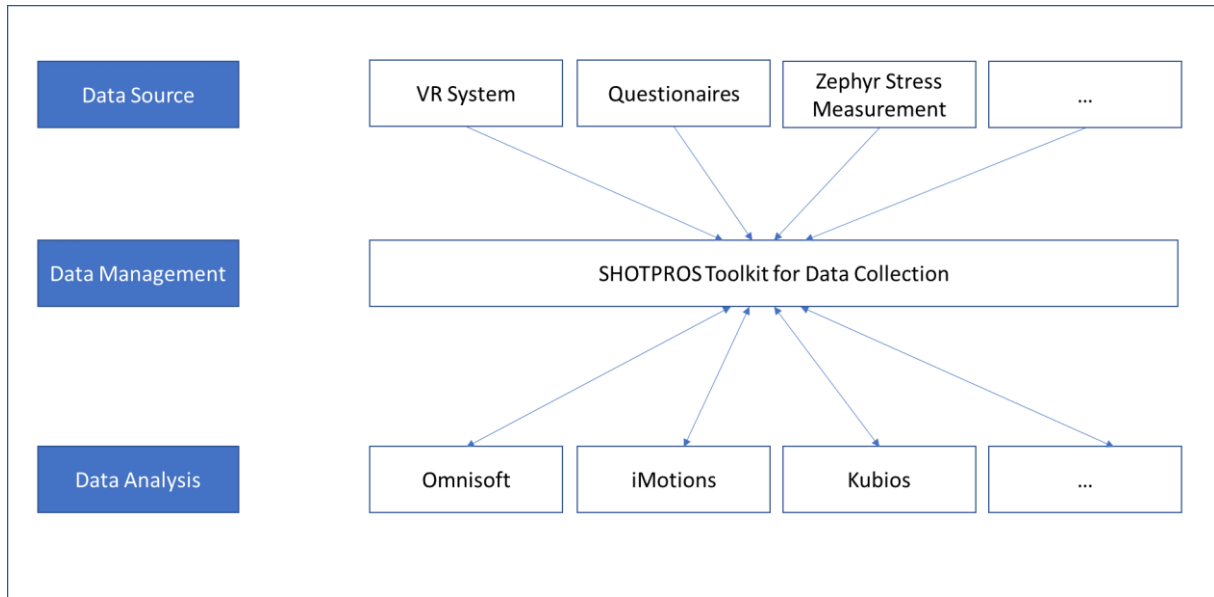 Data Source
VR System
Questionaires
Zephyr Stress
Measurement
...
Data Management
SHOTPROS Toolkit for Data Collection
Data Analysis
Omnisoft
iMotions
Kubios
...